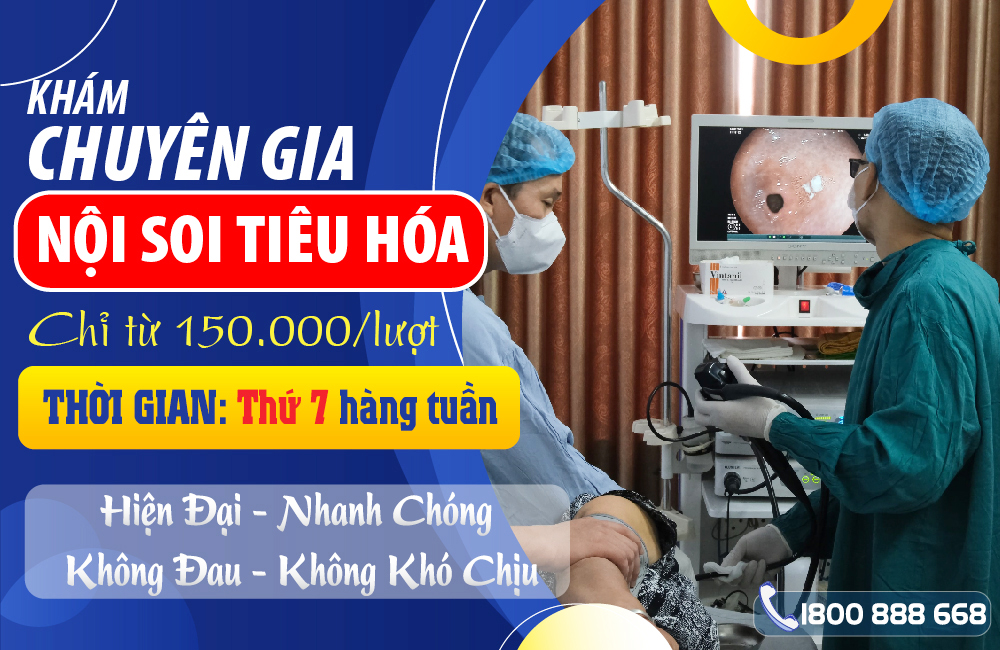 KHÁM
CHUYÊN GIA
NỘI SOI TIÊU HÓA
Chỉ từ 150.000/lượt
THỜI GIAN: Thứ 7 hàng tuần
Hiện Đại - Nhanh Chóng
Không Đau - Không Khó Chịu
1800 888 668